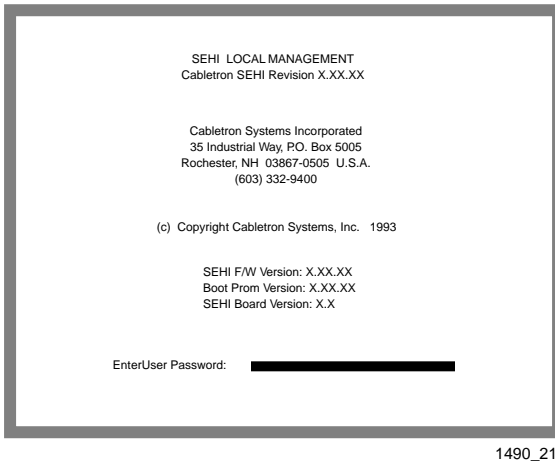 SEHI LOCAL MANAGEMENT
Cabletron SEHI Revision X.XX.XX
Cabletron Systems Incorporated
35 Industrial Way, P.O. Box 5005
Rochester, NH 03867-0505 U.S.A.
(603) 332-9400
(c) Copyright Cabletron Systems, Inc. 1993
SEHI F/W Version: X.XX.XX
Boot Prom Version: X.XX.XX
SEHI Board Version: X.X
EnterUser Password:
1490_21